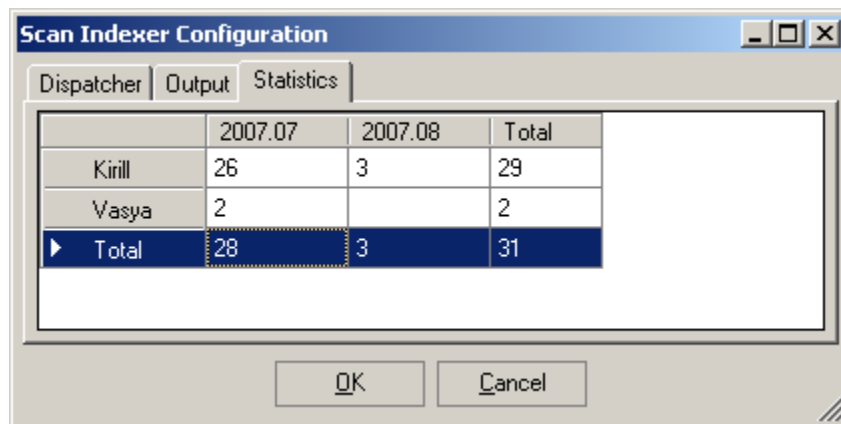 Scan Indexer Configuration
Dispatcher Output Statistics
2007.07 2007.08 Total
Kirill 26 3 29
Vasya 2 2
Total 28 3 31
OK Cancel